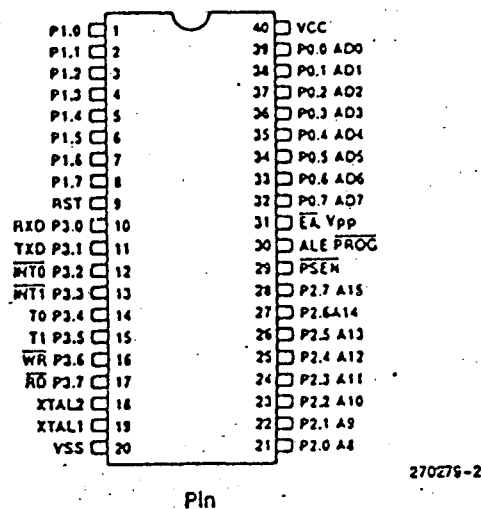 P1.0 1 40 VCC
P1.1 2 39 P0.0 AD0
P1.2 3 38 P0.1 AD1
P1.3 4 37 P0.2 AD2
P1.4 5 36 P0.3 AD3
P1.5 6 35 P0.4 AD4
P1.6 7 34 P0.5 AD5
P1.7 8 33 P0.6 AD6
RST 9 32 P0.7 AD7
RXD P3.0 10 31 EA Vpp
TXD P3.1 11 30 ALE PROG
INT0 P3.2 12 29 PSEN
INT1 P3.3 13 28 P2.7 A15
T0 P3.4 14 27 P2.6A14
T1 P3.5 15 26 P2.5 A13
WR P3.6 16 25 P2.4 A12
RD P3.7 17 24 P2.3 A11
XTAL2 18 23 P2.2 A10
XTAL1 19 22 P2.1 A9
VSS 20 21 P2.0 A8
270279-2
Pin